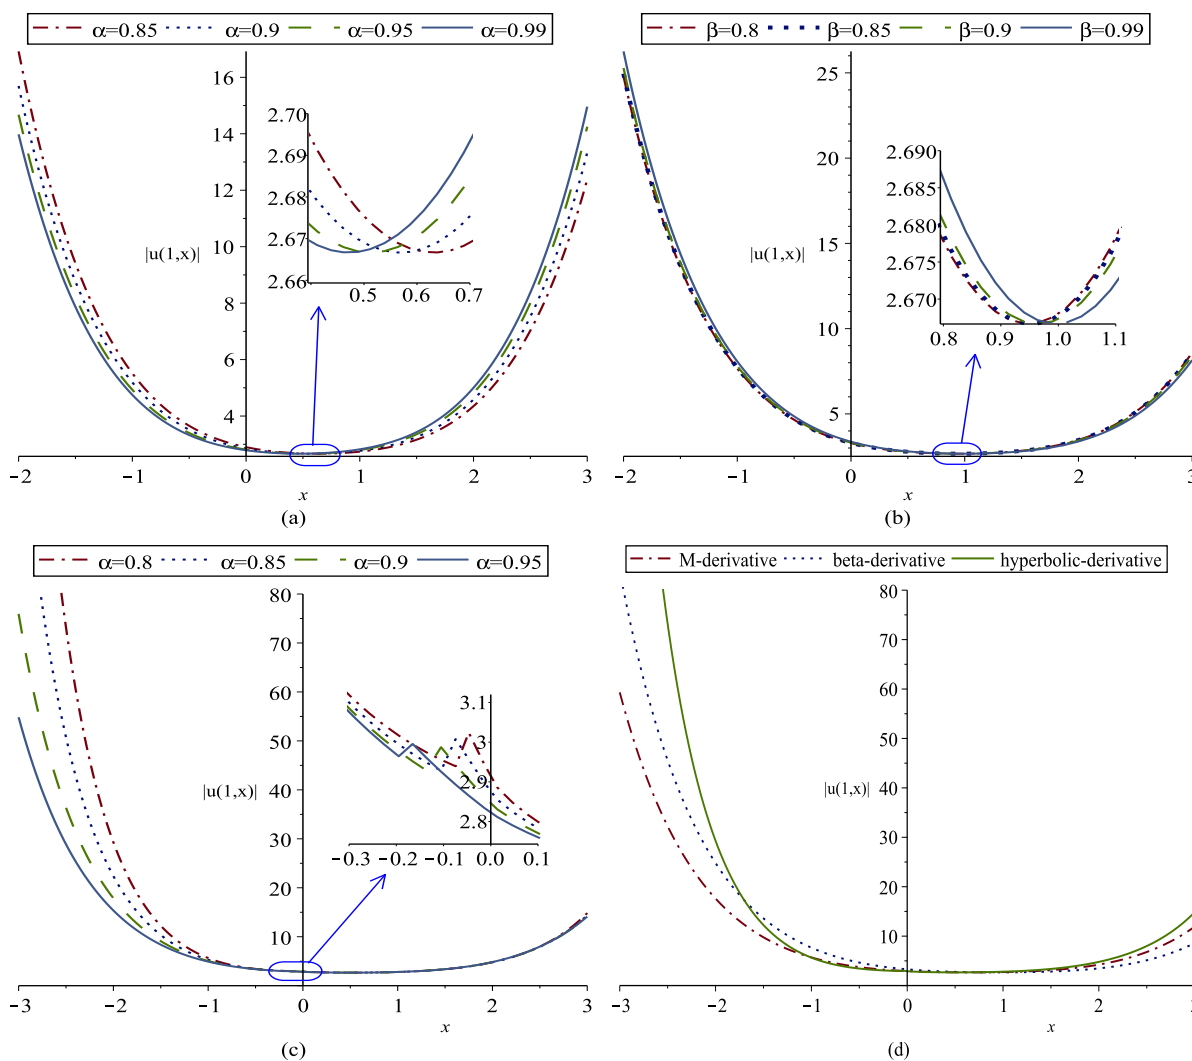 α=0.85 α=0.9 α=0.95 α=0.99
16
14
12
10
8
6
4
|u(1,x)|
2.70
2.69
2.68
2.67
2.66
0.5 0.6 0.7
−2 −1 0 1 2 3
x
(a)
β=0.8 β=0.85 β=0.9 β=0.99
25
20
15
10
5
|u(1,x)|
2.690
2.685
2.680
2.675
2.670
0.8 0.9 1.0 1.1
−2 −1 0 1 2 3
x
(b)
α=0.8 α=0.85 α=0.9 α=0.95
80
70
60
50
40
30
20
10
|u(1,x)|
3.1
3
2.9
2.8
−0.3 −0.2 −0.1 0.0 0.1
−3 −2 −1 0 1 2 3
x
(c)
M-derivative beta-derivative hyperbolic-derivative
80
70
60
50
40
30
20
10
|u(1,x)|
−3 −2 −1 0 1 2 3
x
(d)